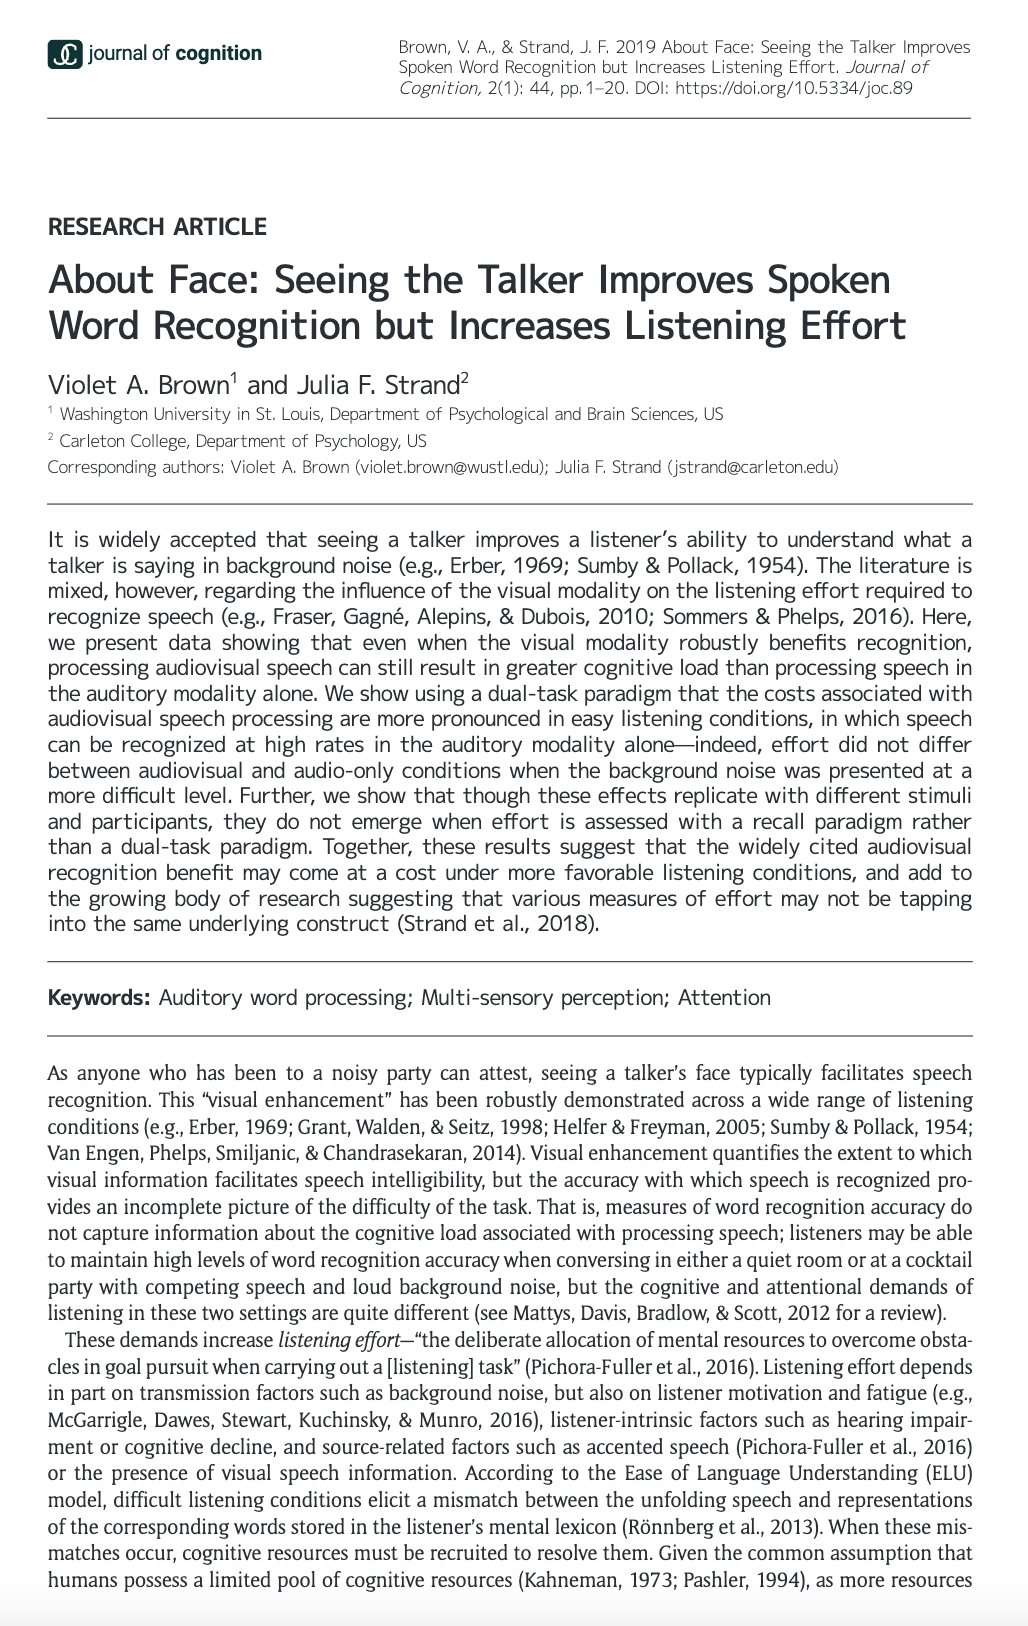 journal of cognition
Brown, V. A., & Strand, J. F. 2019 About Face: Seeing the Talker Improves
Spoken Word Recognition but Increases Listening Effort. Journal of
Cognition, 2(1): 44, pp. 1–20. DOI: https://doi.org/10.5334/joc.89
RESEARCH ARTICLE
About Face: Seeing the Talker Improves Spoken
Word Recognition but Increases Listening Effort
Violet A. Brown¹ and Julia F. Strand²
¹ Washington University in St. Louis, Department of Psychological and Brain Sciences, US
² Carleton College, Department of Psychology, US
Corresponding authors: Violet A. Brown (violet.brown@wustl.edu); Julia F. Strand (jstrand@carleton.edu)
It is widely accepted that seeing a talker improves a listener's ability to understand what a
talker is saying in background noise (e.g., Erber, 1969; Sumby & Pollack, 1954). The literature is
mixed, however, regarding the influence of the visual modality on the listening effort required to
recognize speech (e.g., Fraser, Gagné, Alepins, & Dubois, 2010; Sommers & Phelps, 2016). Here,
we present data showing that even when the visual modality robustly benefits recognition,
processing audiovisual speech can still result in greater cognitive load than processing speech in
the auditory modality alone. We show using a dual-task paradigm that the costs associated with
audiovisual speech processing are more pronounced in easy listening conditions, in which speech
can be recognized at high rates in the auditory modality alone—indeed, effort did not differ
between audiovisual and audio-only conditions when the background noise was presented at a
more difficult level. Further, we show that though these effects replicate with different stimuli
and participants, they do not emerge when effort is assessed with a recall paradigm rather
than a dual-task paradigm. Together, these results suggest that the widely cited audiovisual
recognition benefit may come at a cost under more favorable listening conditions, and add to
the growing body of research suggesting that various measures of effort may not be tapping
into the same underlying construct (Strand et al., 2018).
Keywords: Auditory word processing; Multi-sensory perception; Attention
As anyone who has been to a noisy party can attest, seeing a talker's face typically facilitates speech
recognition. This “visual enhancement” has been robustly demonstrated across a wide range of listening
conditions (e.g., Erber, 1969; Grant, Walden, & Seitz, 1998; Helfer & Freyman, 2005; Sumby & Pollack, 1954;
Van Engen, Phelps, Smiljanic, & Chandrasekaran, 2014). Visual enhancement quantifies the extent to which
visual information facilitates speech intelligibility, but the accuracy with which speech is recognized pro-
vides an incomplete picture of the difficulty of the task. That is, measures of word recognition accuracy do
not capture information about the cognitive load associated with processing speech; listeners may be able
to maintain high levels of word recognition accuracy when conversing in either a quiet room or at a cocktail
party with competing speech and loud background noise, but the cognitive and attentional demands of
listening in these two settings are quite different (see Mattys, Davis, Bradlow, & Scott, 2012 for a review).
These demands increase listening effort—“the deliberate allocation of mental resources to overcome obsta-
cles in goal pursuit when carrying out a [listening] task” (Pichora-Fuller et al., 2016). Listening effort depends
in part on transmission factors such as background noise, but also on listener motivation and fatigue (e.g.,
McGarrigle, Dawes, Stewart, Kuchinsky, & Munro, 2016), listener-intrinsic factors such as hearing impair-
ment or cognitive decline, and source-related factors such as accented speech (Pichora-Fuller et al., 2016)
or the presence of visual speech information. According to the Ease of Language Understanding (ELU)
model, difficult listening conditions elicit a mismatch between the unfolding speech and representations
of the corresponding words stored in the listener's mental lexicon (Rönnberg et al., 2013). When these mis-
matches occur, cognitive resources must be recruited to resolve them. Given the common assumption that
humans possess a limited pool of cognitive resources (Kahneman, 1973; Pashler, 1994), as more resources